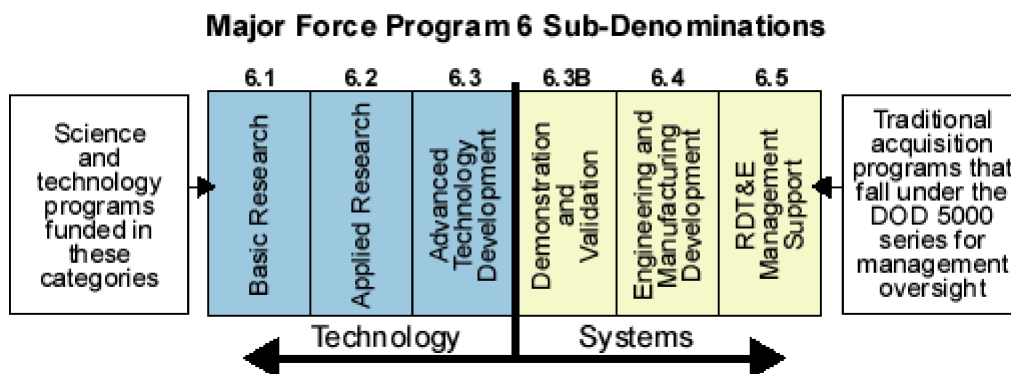 Major Force Program 6 Sub-Denominations
6.1
6.2
6.3
6.3B
6.4
6.5
Science
and
technology
programs
funded in
these
categories
Basic Research
Applied Research
Advanced
Technology
Development
Demonstration
and
Validation
Engineering and
Manufacturing
Development
RDT&E
Management
Support
Traditional
acquisition
programs that
fall under the
DOD 5000
series for
management
oversight
Technology
Systems